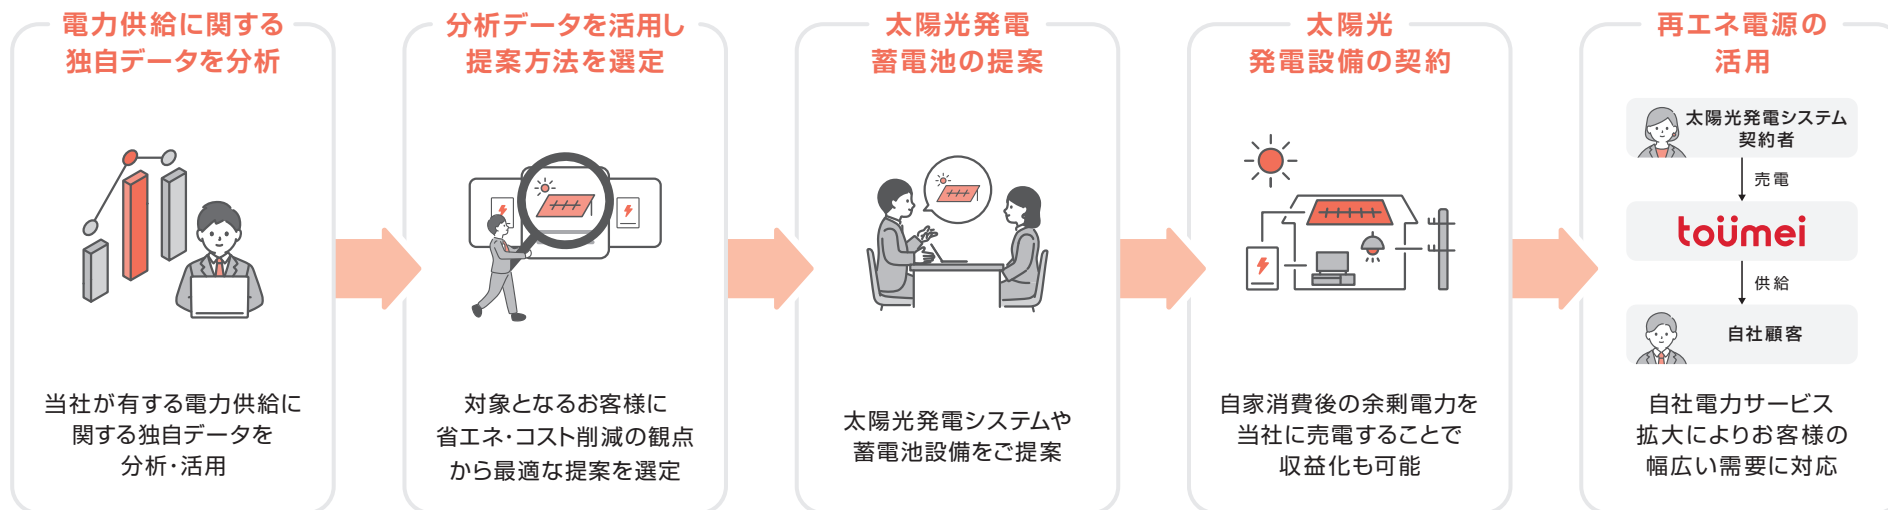 電力供給に関する
独自データを分析
当社が有する電力供給に
関する独自データを
分析・活用
分析データを活用し
提案方法を選定
対象となるお客様に
省エネ・コスト削減の観点
から最適な提案を選定
太陽光発電
蓄電池の提案
太陽光発電システムや
蓄電池設備をご提案
太陽光
発電設備の契約
自家消費後の余剰電力を
当社に売電することで
収益化も可能
再エネ電源の
活用
太陽光発電システム
契約者
売電
toümei
供給
自社顧客
自社電力サービス
拡大によりお客様の
幅広い需要に対応